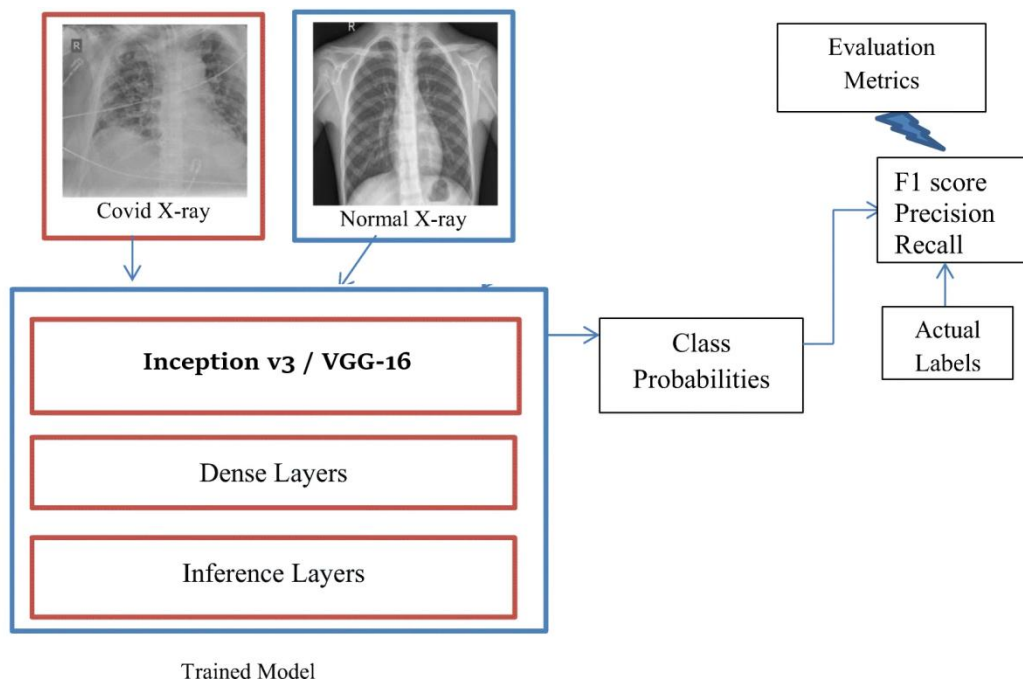 R
Covid X-ray
R
Normal X-ray
Evaluation
Metrics
F1 score
Precision
Recall
Actual
Labels
Class
Probabilities
Inception v3 / VGG-16
Dense Layers
Inference Layers
Trained Model